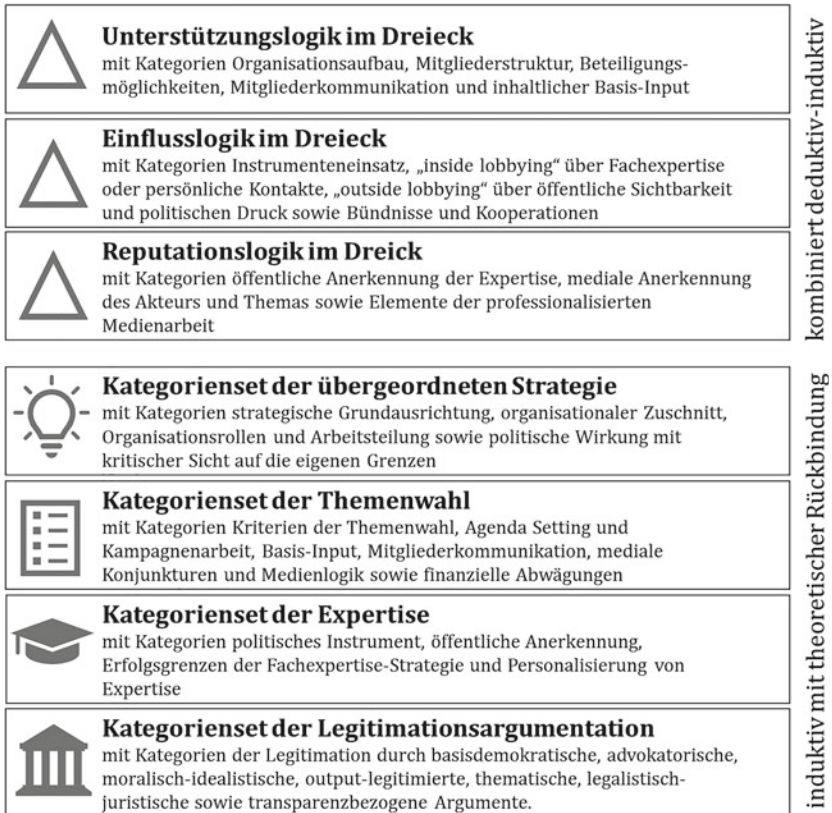 Unterstützungslogik im Dreieck
mit Kategorien Organisationsaufbau, Mitgliederstruktur, Beteiligungs-
möglichkeiten, Mitgliederkommunikation und inhaltlicher Basis-Input
Einflusslogik im Dreieck
mit Kategorien Instrumenteneinsatz, „inside lobbying“ über Fachexpertise
oder persönliche Kontakte, „outside lobbying“ über öffentliche Sichtbarkeit
und politischen Druck sowie Bündnisse und Kooperationen
Reputationslogik im Dreick
mit Kategorien öffentliche Anerkennung der Expertise, mediale Anerkennung
des Akteurs und Themas sowie Elemente der professionalisierten
Medienarbeit
kombiniert deduktiv-induktiv
Kategorienset der übergeordneten Strategie
mit Kategorien strategische Grundausrichtung, organisationaler Zuschnitt,
Organisationsrollen und Arbeitsteilung sowie politische Wirkung mit
kritischer Sicht auf die eigenen Grenzen
Kategorienset der Themenwahl
mit Kategorien Kriterien der Themenwahl, Agenda Setting und
Kampagnenarbeit, Basis-Input, Mitgliederkommunikation, mediale
Konjunkturen und Medienlogik sowie finanzielle Abwägungen
Kategorienset der Expertise
mit Kategorien politisches Instrument, öffentliche Anerkennung,
Erfolgsgrenzen der Fachexpertise-Strategie und Personalisierung von
Expertise
Kategorienset der Legitimationsargumentation
mit Kategorien der Legitimation durch basisdemokratische, advokatorische,
moralisch-idealistische, output-legitimierte, thematische, legalistisch-
juristische sowie transparenzbezogene Argumente.
induktiv mit theoretischer Rückbindung